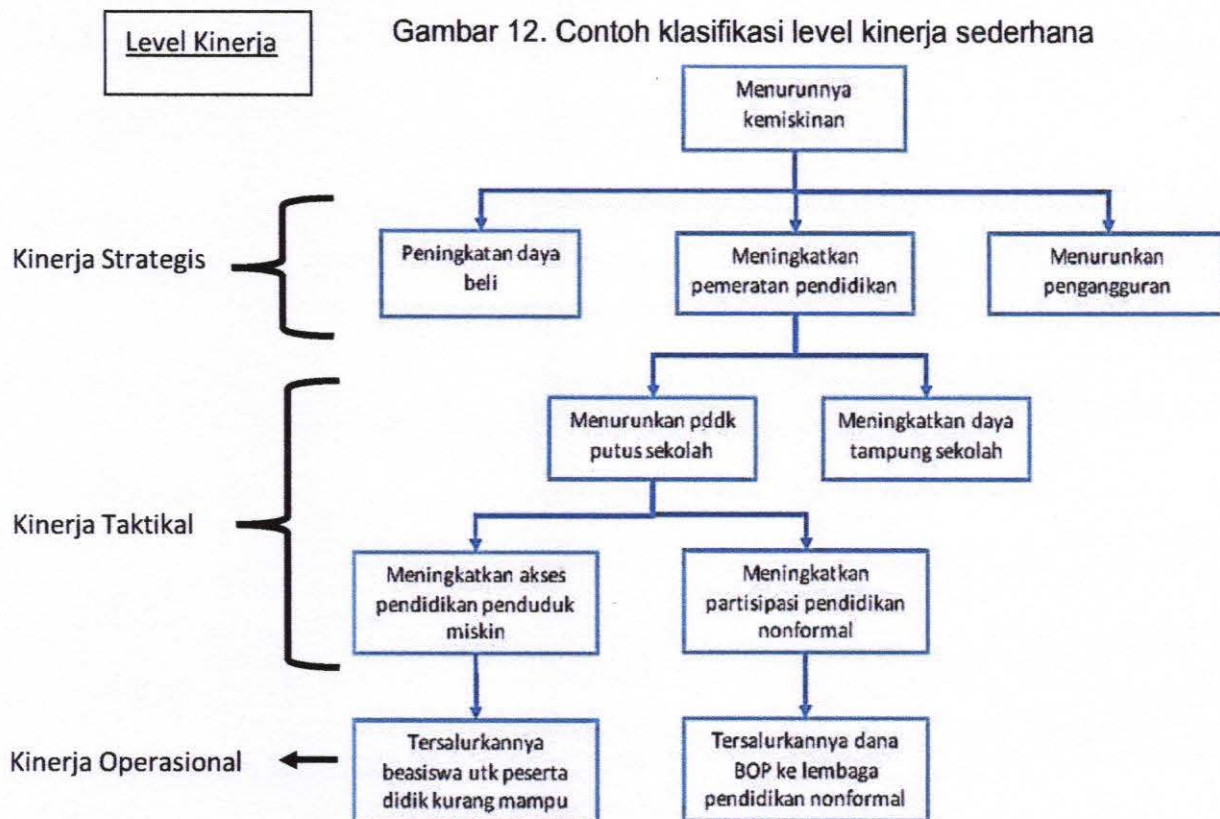 Level Kinerja
Gambar 12. Contoh klasifikasi level kinerja sederhana
Menurunnya
kemiskinan
Kinerja Strategis
Peningkatan daya
beli
Meningkatkan
pemeratan pendidikan
Menurunkan
pengangguran
Kinerja Taktikal
Menurunkan pddk
putus sekolah
Meningkatkan daya
tampung sekolah
Meningkatkan akses
pendidikan penduduk
miskin
Meningkatkan
partisipasi pendidikan
nonformal
Kinerja Operasional
Tersalurkannya
beasiswa utk peserta
didik kurang mampu
Tersalurkannya dana
BOP ke lembaga
pendidikan nonformal